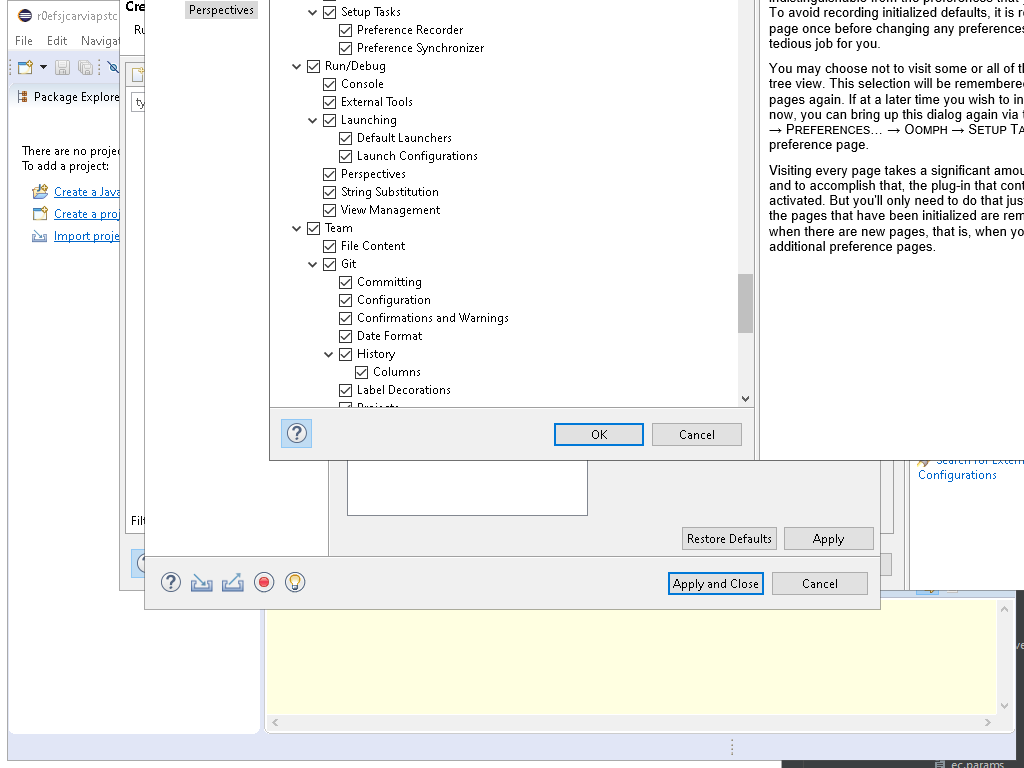 r0efsjcarviapstc
File Edit Navigat
Package Explore
There are no projec
To add a project:
Create a Java
Create a proj
Import proje
Cre
Ru
ty
Filt
Perspectives
Setup Tasks
Preference Recorder
Preference Synchronizer
Run/Debug
Console
External Tools
Launching
Default Launchers
Launch Configurations
Perspectives
String Substitution
View Management
Team
File Content
Git
Committing
Configuration
Confirmations and Warnings
Date Format
History
Columns
Label Decorations
Projects
OK Cancel
To avoid recording initialized defaults, it is r
page once before changing any preferences
tedious job for you.
You may choose not to visit some or all of th
tree view. This selection will be remembered
pages again. If at a later time you wish to in
now, you can bring up this dialog again via t
→ PREFERENCES... → OOMPH → SETUP TA
preference page.
Visiting every page takes a significant amou
and to accomplish that, the plug-in that cont
activated. But you'll only need to do that jus
the pages that have been initialized are rem
when there are new pages, that is, when yo
additional preference pages.
Search for Extern
Configurations
Restore Defaults Apply
Apply and Close Cancel
ve
ec.params